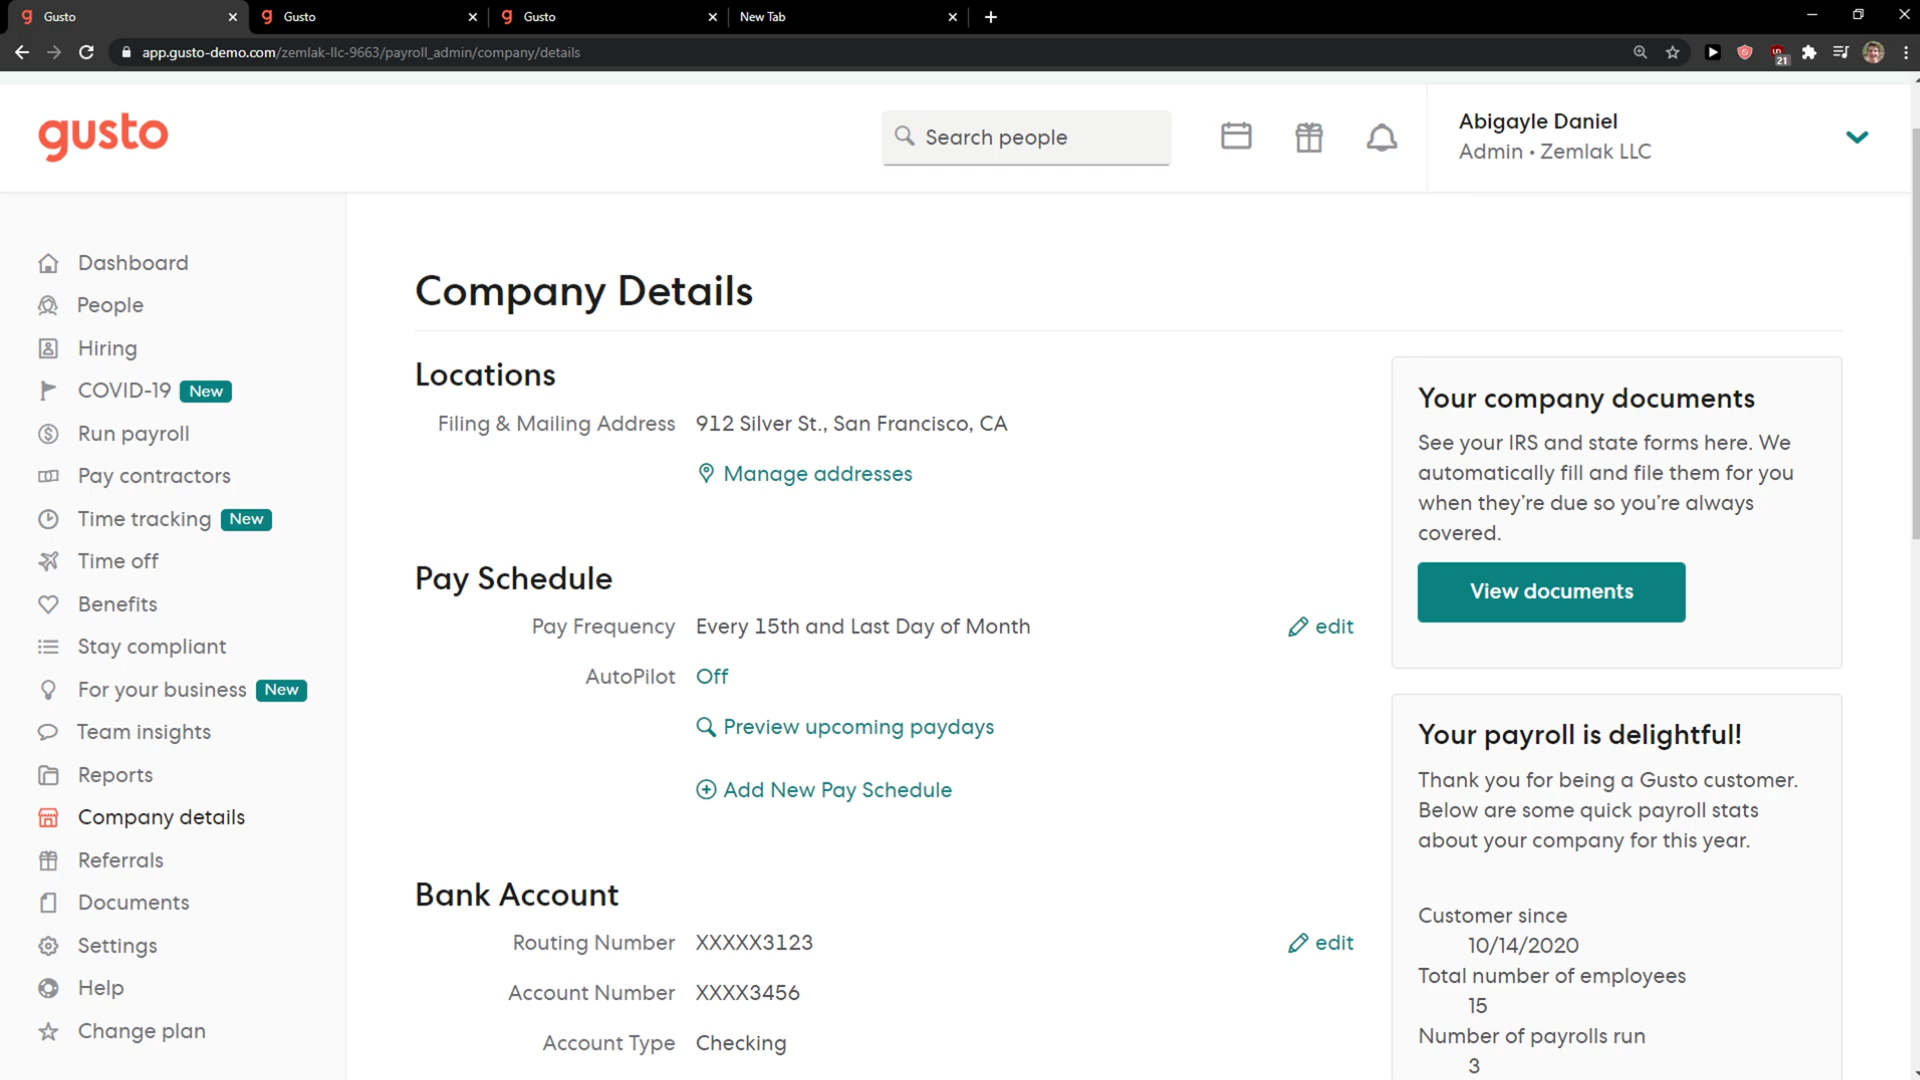 Gusto
Gusto
Gusto
New Tab
app.gusto-demo.com/zemlak-llc-9663/payroll_admin/company/details
21
gusto
Search people
Abigayle Daniel
Admin • Zemlak LLC
Dashboard
People
Hiring
COVID-19 New
Run payroll
Pay contractors
Time tracking New
Time off
Benefits
Stay compliant
For your business New
Team insights
Reports
Company details
Referrals
Documents
Settings
Help
Change plan
Company Details
Locations
Filing & Mailing Address 912 Silver St., San Francisco, CA
Manage addresses
Pay Schedule
Pay Frequency Every 15th and Last Day of Month edit
AutoPilot Off
Preview upcoming paydays
Add New Pay Schedule
Bank Account
Routing Number XXXXX3123 edit
Account Number XXXX3456
Account Type Checking
Your company documents
See your IRS and state forms here. We
automatically fill and file them for you
when they're due so you're always
covered.
View documents
Your payroll is delightful!
Thank you for being a Gusto customer.
Below are some quick payroll stats
about your company for this year.
Customer since
10/14/2020
Total number of employees
15
Number of payrolls run
3